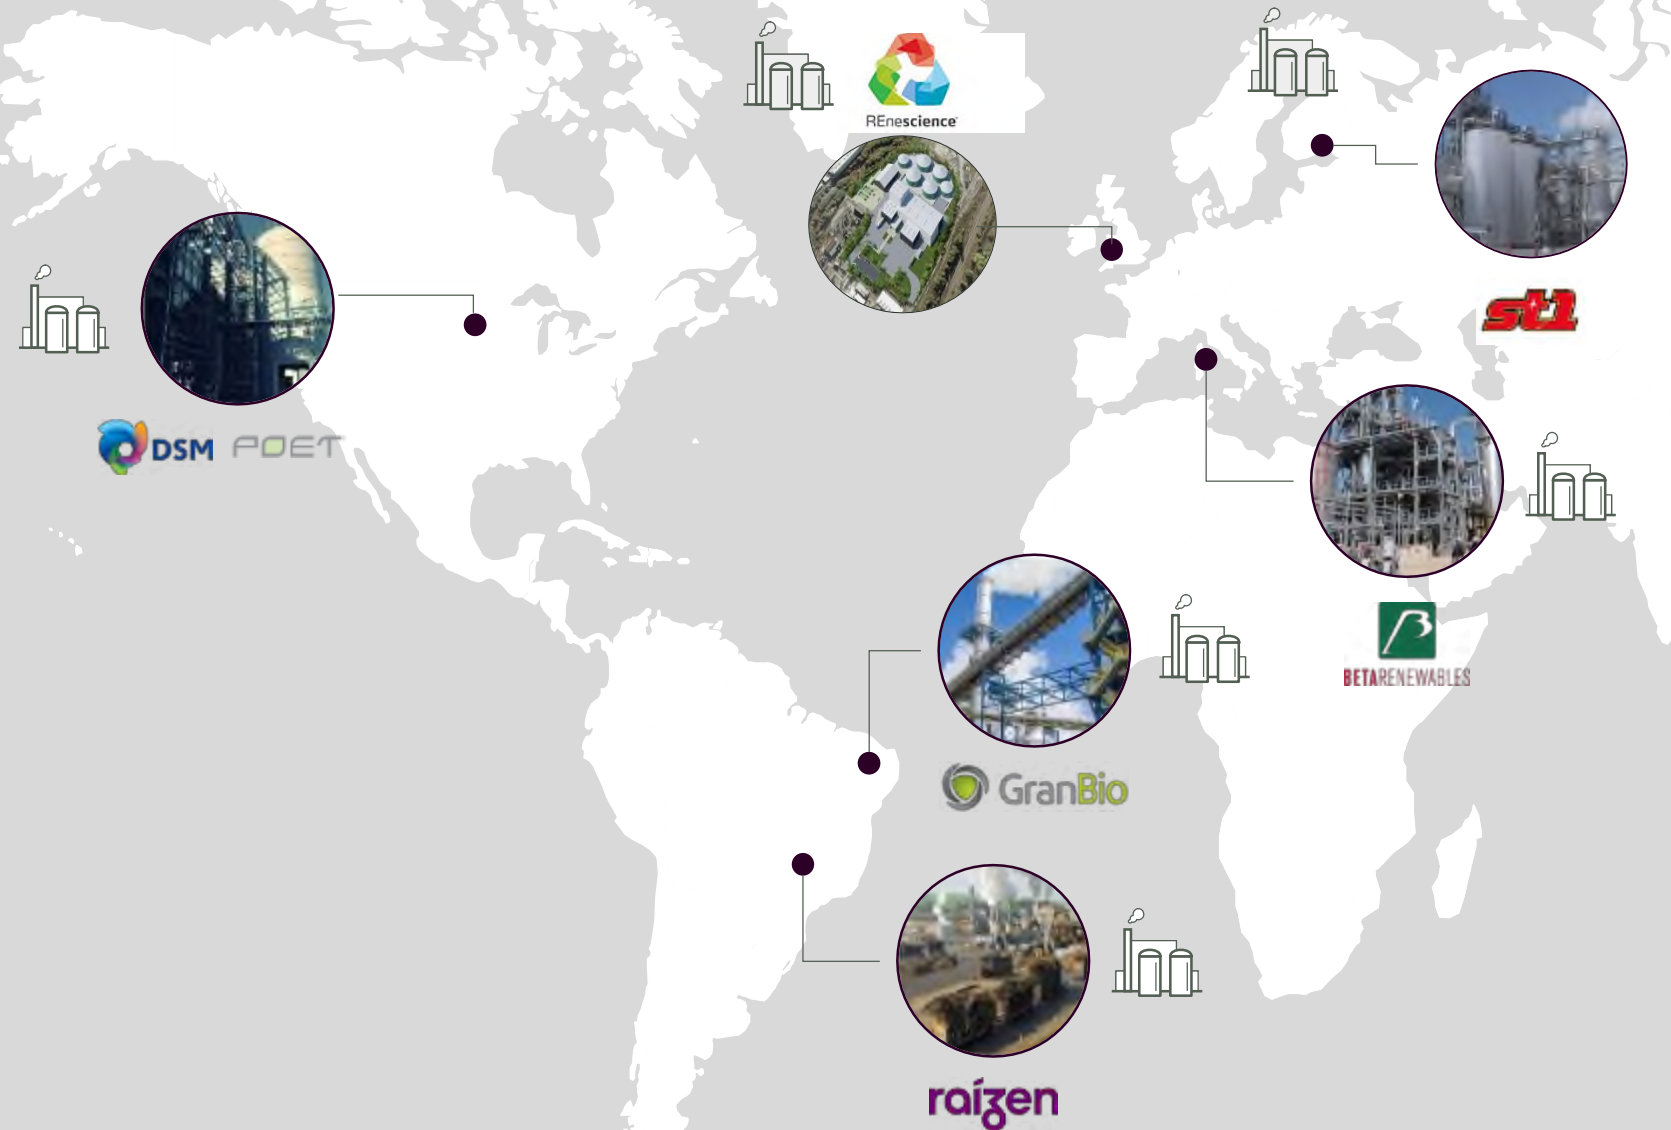 REnescience
st1
DSM POET
BETARENEWABLES
GranBio
raízen